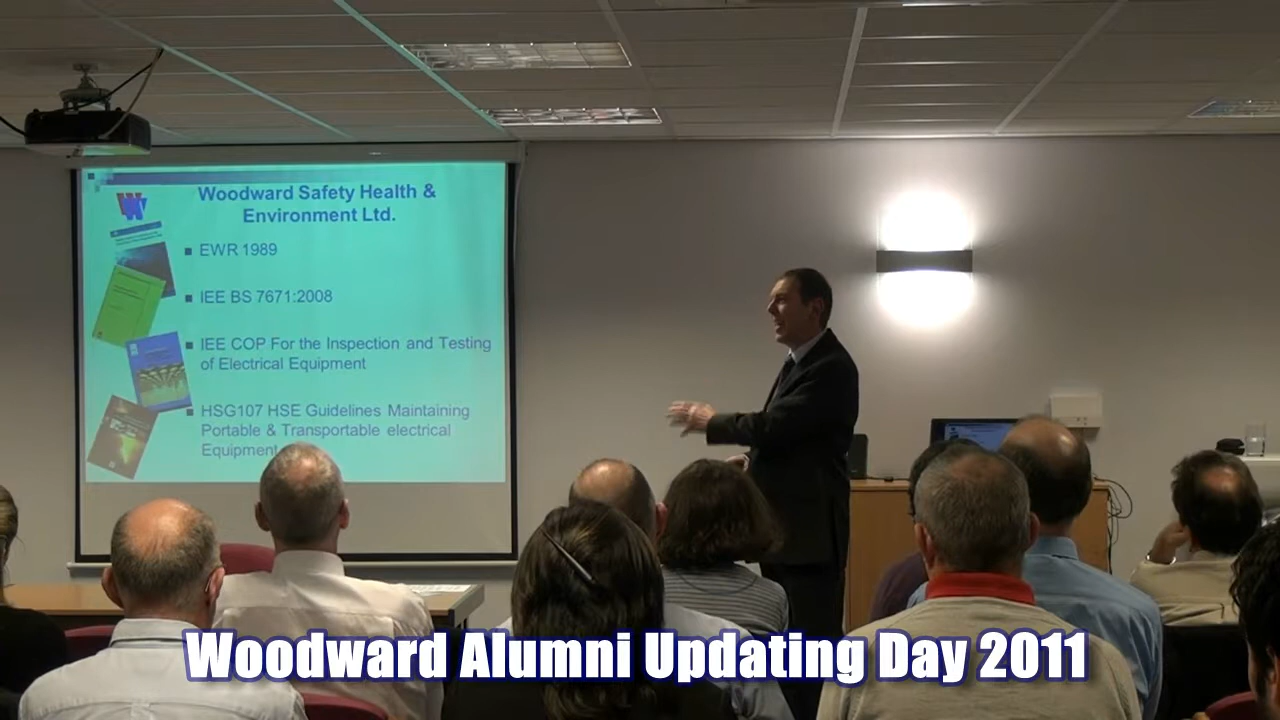 Woodward Safety Health &
Environment Ltd.
EWR 1989
IEE BS 7671:2008
IEE COP For the Inspection and Testing
of Electrical Equipment
HSG107 HSE Guidelines Maintaining
Portable & Transportable electrical
Equipment
Woodward Alumni Updating Day 2011